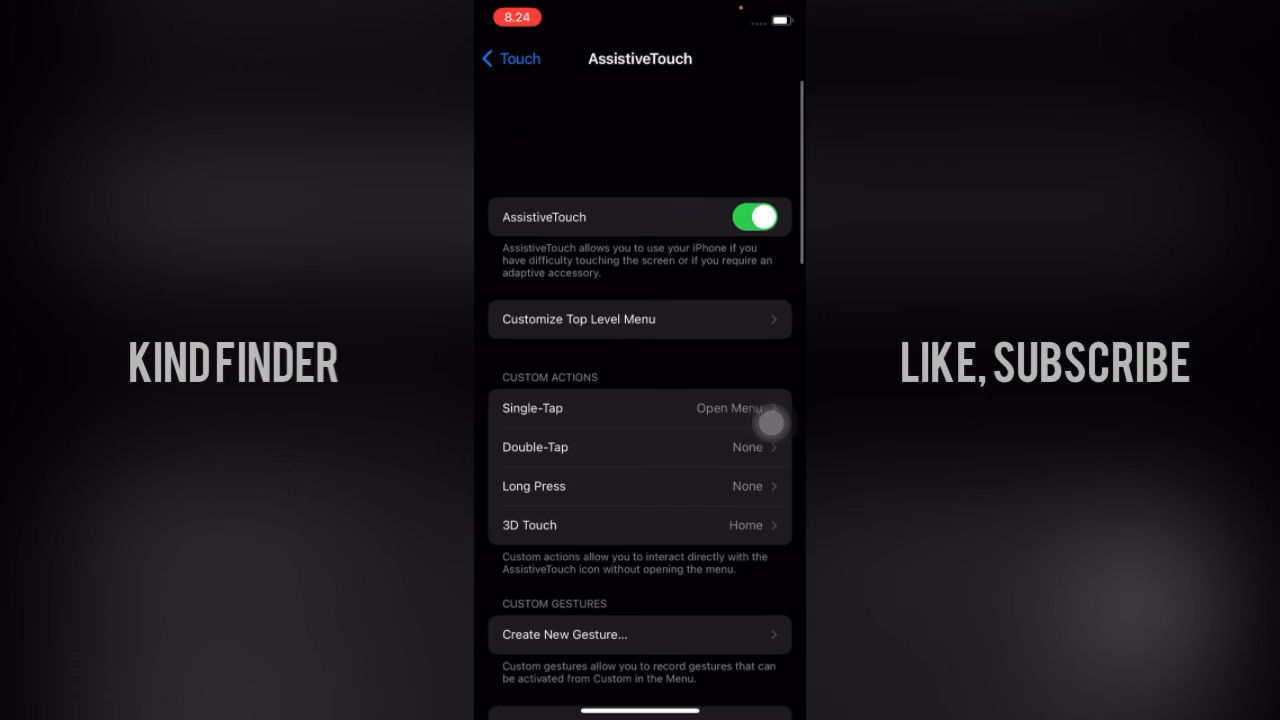 8.24
Touch
AssistiveTouch
AssistiveTouch
AssistiveTouch allows you to use your iPhone if you
have difficulty touching the screen or if you require an
adaptive accessory.
Customize Top Level Menu
KIND FINDER
LIKE, SUBSCRIBE
CUSTOM ACTIONS
Single-Tap Open Menu
Double-Tap None
Long Press None
3D Touch Home
Custom actions allow you to interact directly with the
AssistiveTouch icon without opening the menu.
CUSTOM GESTURES
Create New Gesture...
Custom gestures allow you to record gestures that can
be activated from Custom in the Menu.